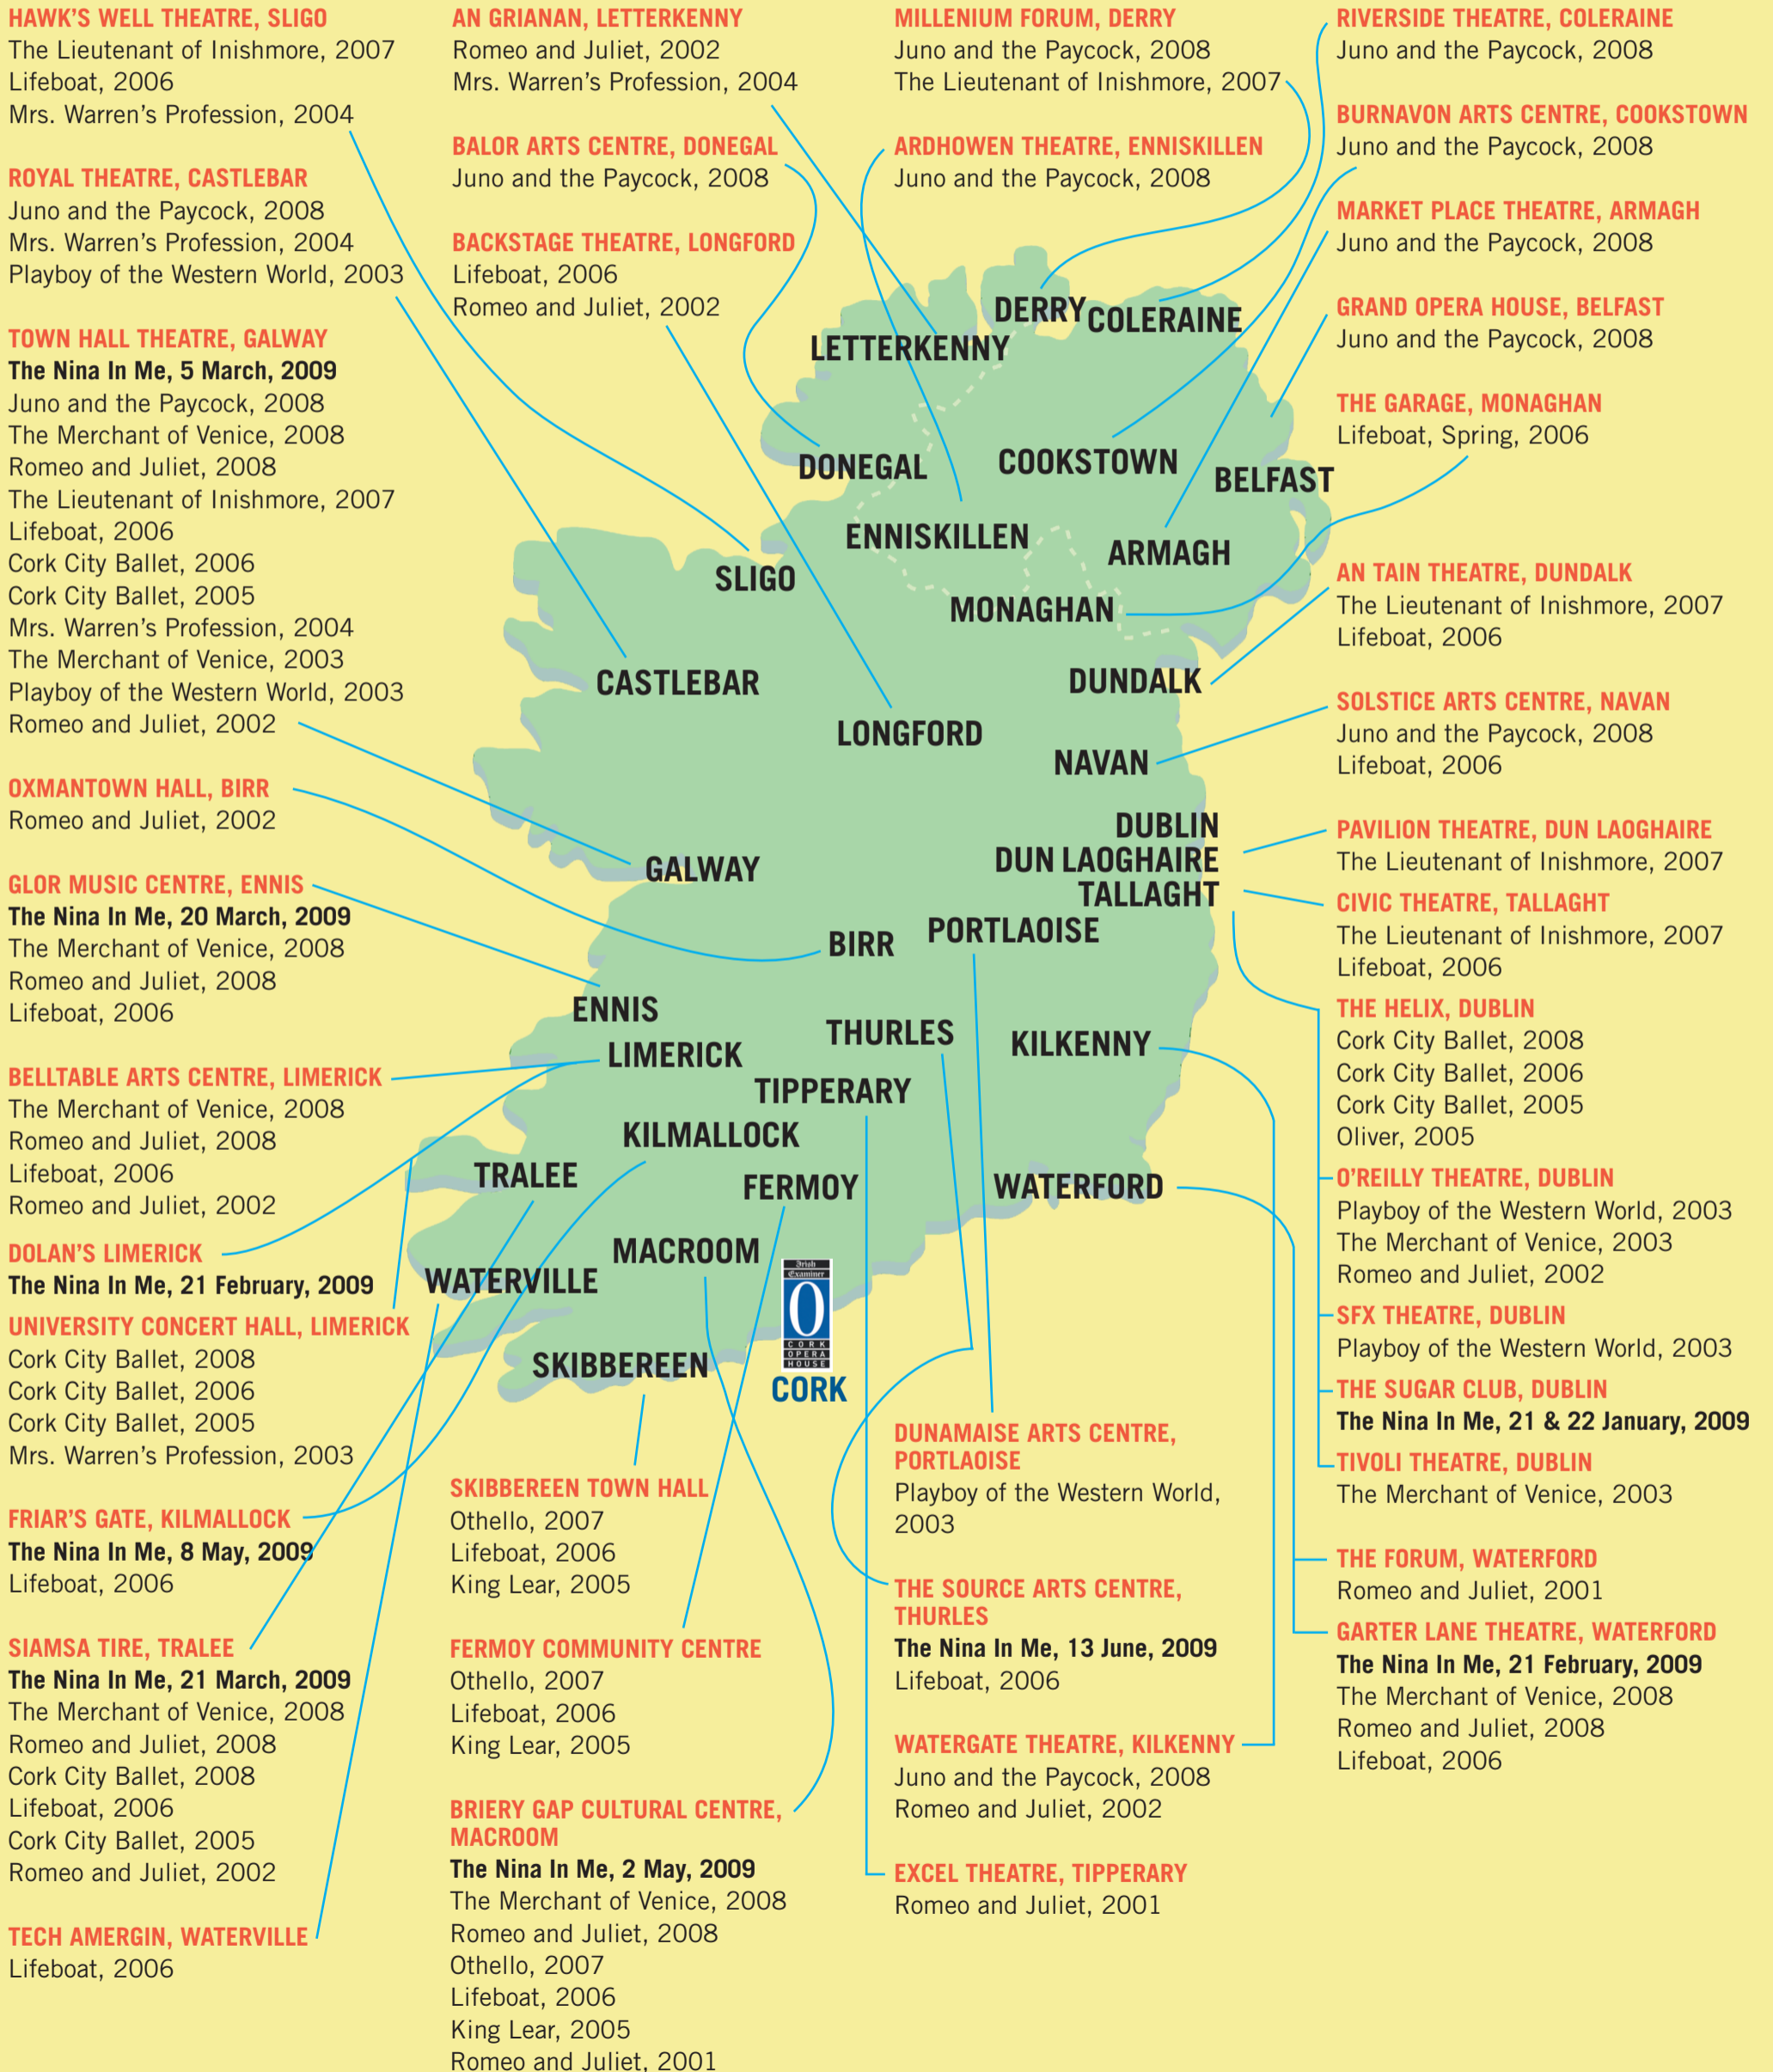 HAWK'S WELL THEATRE, SLIGO
The Lieutenant of Inishmore, 2007
Lifeboat, 2006
Mrs. Warren's Profession, 2004
ROYAL THEATRE, CASTLEBAR
Juno and the Paycock, 2008
Mrs. Warren's Profession, 2004
Playboy of the Western World, 2003
TOWN HALL THEATRE, GALWAY
The Nina In Me, 5 March, 2009
Juno and the Paycock, 2008
The Merchant of Venice, 2008
Romeo and Juliet, 2008
The Lieutenant of Inishmore, 2007
Lifeboat, 2006
Cork City Ballet, 2006
Cork City Ballet, 2005
Mrs. Warren's Profession, 2004
The Merchant of Venice, 2003
Playboy of the Western World, 2003
Romeo and Juliet, 2002
OXMANTOWN HALL, BIRR
Romeo and Juliet, 2002
GLOR MUSIC CENTRE, ENNIS
The Nina In Me, 20 March, 2009
The Merchant of Venice, 2008
Romeo and Juliet, 2008
Lifeboat, 2006
BELLTABLE ARTS CENTRE, LIMERICK
The Merchant of Venice, 2008
Romeo and Juliet, 2008
Lifeboat, 2006
Romeo and Juliet, 2002
DOLAN'S LIMERICK
The Nina In Me, 21 February, 2009
UNIVERSITY CONCERT HALL, LIMERICK
Cork City Ballet, 2008
Cork City Ballet, 2006
Cork City Ballet, 2005
Mrs. Warren's Profession, 2003
FRIAR'S GATE, KILMALLOCK
The Nina In Me, 8 May, 2009
Lifeboat, 2006
SIAMSA TIRE, TRALEE
The Nina In Me, 21 March, 2009
The Merchant of Venice, 2008
Romeo and Juliet, 2008
Cork City Ballet, 2008
Lifeboat, 2006
Cork City Ballet, 2005
Romeo and Juliet, 2002
TECH AMERGIN, WATERVILLE
Lifeboat, 2006
AN GRIANAN, LETTERKENNY
Romeo and Juliet, 2002
Mrs. Warren's Profession, 2004
BALOR ARTS CENTRE, DONEGAL
Juno and the Paycock, 2008
BACKSTAGE THEATRE, LONGFORD
Lifeboat, 2006
Romeo and Juliet, 2002
MILLENIUM FORUM, DERRY
Juno and the Paycock, 2008
The Lieutenant of Inishmore, 2007
ARDHOWEN THEATRE, ENNISKILLEN
Juno and the Paycock, 2008
DERRY
COLERAINE
LETTERKENNY
DONEGAL
COOKSTOWN
BELFAST
ENNISKILLEN
ARMAGH
SLIGO
MONAGHAN
CASTLEBAR
DUNDALK
LONGFORD
NAVAN
DUBLIN
DUN LAOGHAIRE
TALLAGHT
GALWAY
PORTLAOISE
BIRR
ENNIS
THURLES
KILKENNY
LIMERICK
TIPPERARY
KILMALLOCK
TRALEE
FERMOY
WATERFORD
MACROOM
WATERVILLE
SKIBBEREEN
Irish
Examiner
O
CORK
OPERA
HOUSE
CORK
SKIBBEREEN TOWN HALL
Othello, 2007
Lifeboat, 2006
King Lear, 2005
FERMOY COMMUNITY CENTRE
Othello, 2007
Lifeboat, 2006
King Lear, 2005
BRIERY GAP CULTURAL CENTRE,
MACROOM
The Nina In Me, 2 May, 2009
The Merchant of Venice, 2008
Romeo and Juliet, 2008
Othello, 2007
Lifeboat, 2006
King Lear, 2005
Romeo and Juliet, 2001
DUNAMAISE ARTS CENTRE,
PORTLAOISE
Playboy of the Western World,
2003
THE SOURCE ARTS CENTRE,
THURLES
The Nina In Me, 13 June, 2009
Lifeboat, 2006
WATERGATE THEATRE, KILKENNY
Juno and the Paycock, 2008
Romeo and Juliet, 2002
EXCEL THEATRE, TIPPERARY
Romeo and Juliet, 2001
RIVERSIDE THEATRE, COLERAINE
Juno and the Paycock, 2008
BURNAVON ARTS CENTRE, COOKSTOWN
Juno and the Paycock, 2008
MARKET PLACE THEATRE, ARMAGH
Juno and the Paycock, 2008
GRAND OPERA HOUSE, BELFAST
Juno and the Paycock, 2008
THE GARAGE, MONAGHAN
Lifeboat, Spring, 2006
AN TAIN THEATRE, DUNDALK
The Lieutenant of Inishmore, 2007
Lifeboat, 2006
SOLSTICE ARTS CENTRE, NAVAN
Juno and the Paycock, 2008
Lifeboat, 2006
PAVILION THEATRE, DUN LAOGHAIRE
The Lieutenant of Inishmore, 2007
CIVIC THEATRE, TALLAGHT
The Lieutenant of Inishmore, 2007
Lifeboat, 2006
THE HELIX, DUBLIN
Cork City Ballet, 2008
Cork City Ballet, 2006
Cork City Ballet, 2005
Oliver, 2005
O'REILLY THEATRE, DUBLIN
Playboy of the Western World, 2003
The Merchant of Venice, 2003
Romeo and Juliet, 2002
SFX THEATRE, DUBLIN
Playboy of the Western World, 2003
THE SUGAR CLUB, DUBLIN
The Nina In Me, 21 & 22 January, 2009
TIVOLI THEATRE, DUBLIN
The Merchant of Venice, 2003
THE FORUM, WATERFORD
Romeo and Juliet, 2001
GARTER LANE THEATRE, WATERFORD
The Nina In Me, 21 February, 2009
The Merchant of Venice, 2008
Romeo and Juliet, 2008
Lifeboat, 2006